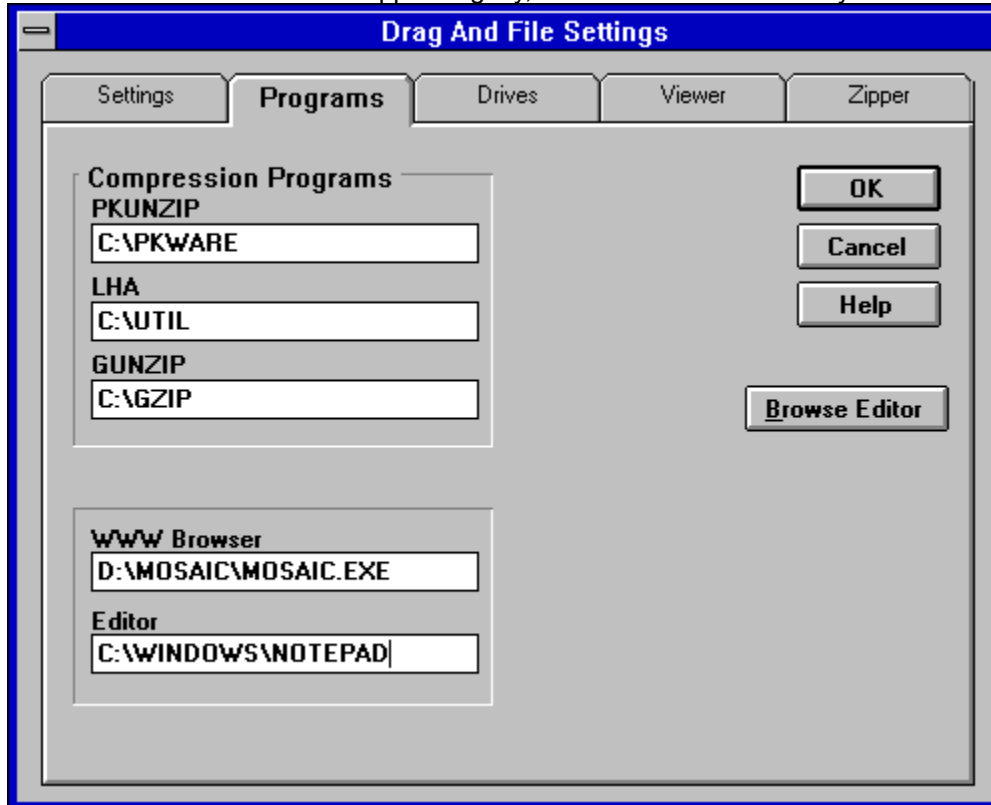 Drag And File Settings
Settings Programs Drives Viewer Zipper
Compression Programs
PKUNZIP
C:\PKWARE
LHA
C:\UTIL
GUNZIP
C:\GZIP
WWW Browser
D:\MOSAIC\MOSAIC.EXE
Editor
C:\WINDOWS\NOTEPAD
OK
Cancel
Help
Browse Editor